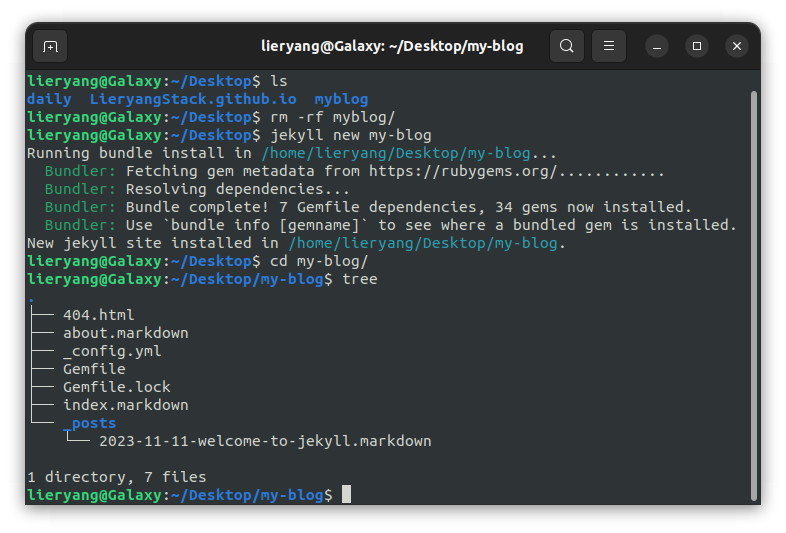 lieryang@Galaxy: ~/Desktop/my-blog
lieryang@Galaxy:~/Desktop$ ls
daily  LieryangStack.github.io  myblog
lieryang@Galaxy:~/Desktop$ rm -rf myblog/
lieryang@Galaxy:~/Desktop$ jekyll new my-blog
Running bundle install in /home/lieryang/Desktop/my-blog...
  Bundler: Fetching gem metadata from https://rubygems.org/............
  Bundler: Resolving dependencies...
  Bundler: Bundle complete! 7 Gemfile dependencies, 34 gems now installed.
  Bundler: Use `bundle info [gemname]` to see where a bundled gem is installed.
New jekyll site installed in /home/lieryang/Desktop/my-blog.
lieryang@Galaxy:~/Desktop$ cd my-blog/
lieryang@Galaxy:~/Desktop/my-blog$ tree
.
├── 404.html
├── about.markdown
├── _config.yml
├── Gemfile
├── Gemfile.lock
├── index.markdown
└── _posts
    └── 2023-11-11-welcome-to-jekyll.markdown

1 directory, 7 files
lieryang@Galaxy:~/Desktop/my-blog$